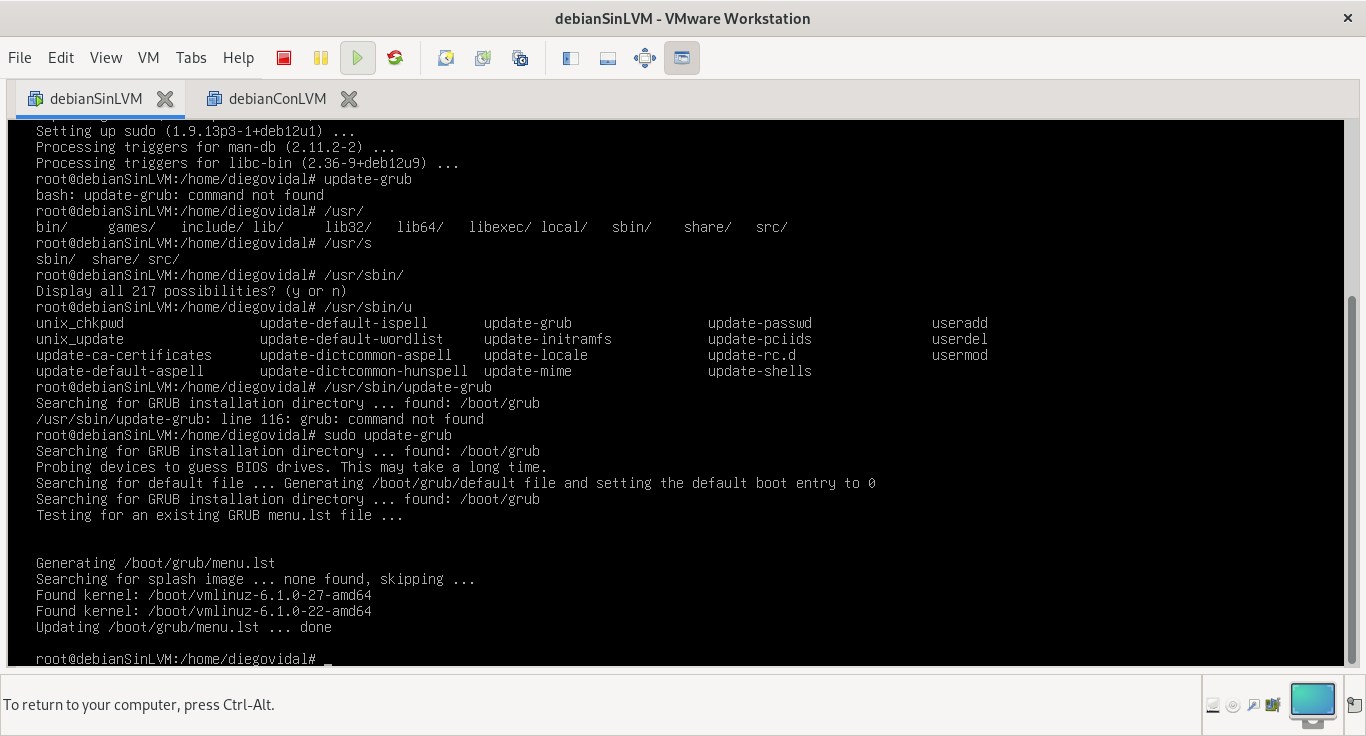 debianSinLVM - VMware Workstation
File Edit View VM Tabs Help
debianSinLVM debianConLVM
Setting up sudo (1.9.13p3-1+deb12u1) ...
Processing triggers for man-db (2.11.2-2) ...
Processing triggers for libc-bin (2.36-9+deb12u9) ...
root@debianSinLVM:/home/diegovidal# update-grub
bash: update-grub: command not found
root@debianSinLVM:/home/diegovidal# /usr/
bin/     games/   include/ lib/     lib32/   lib64/   libexec/ local/   sbin/    share/   src/
root@debianSinLVM:/home/diegovidal# /usr/s
sbin/  share/ src/
root@debianSinLVM:/home/diegovidal# /usr/sbin/
Display all 217 possibilities? (y or n)
root@debianSinLVM:/home/diegovidal# /usr/sbin/u
unix_chkpwd                 update-default-ispell       update-grub                 update-passwd               useradd
unix_update                 update-default-wordlist     update-initramfs            update-pciids               userdel
update-ca-certificates      update-dictcommon-aspell    update-locale               update-rc.d                 usermod
update-default-aspell       update-dictcommon-hunspell  update-mime                 update-shells
root@debianSinLVM:/home/diegovidal# /usr/sbin/update-grub
Searching for GRUB installation directory ... found: /boot/grub
/usr/sbin/update-grub: line 116: grub: command not found
root@debianSinLVM:/home/diegovidal# sudo update-grub
Searching for GRUB installation directory ... found: /boot/grub
Probing devices to guess BIOS drives. This may take a long time.
Searching for default file ... Generating /boot/grub/default file and setting the default boot entry to 0
Searching for GRUB installation directory ... found: /boot/grub
Testing for an existing GRUB menu.lst file ...
Generating /boot/grub/menu.lst
Searching for splash image ... none found, skipping ...
Found kernel: /boot/vmlinuz-6.1.0-27-amd64
Found kernel: /boot/vmlinuz-6.1.0-22-amd64
Updating /boot/grub/menu.lst ... done
root@debianSinLVM:/home/diegovidal# _
To return to your computer, press Ctrl-Alt.